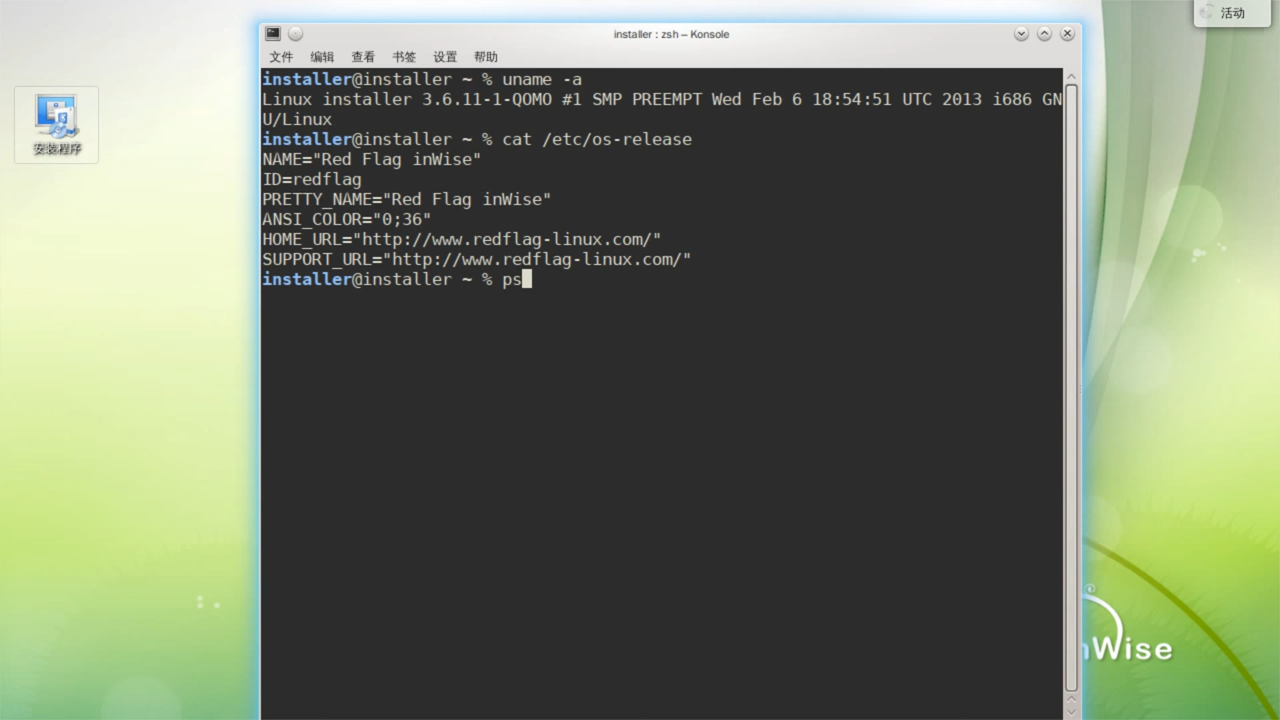 活动
installer : zsh – Konsole
文件 编辑 查看 书签 设置 帮助
installer@installer ~ % uname -a
Linux installer 3.6.11-1-QOMO #1 SMP PREEMPT Wed Feb 6 18:54:51 UTC 2013 i686 GN
U/Linux
installer@installer ~ % cat /etc/os-release
NAME="Red Flag inWise"
ID=redflag
PRETTY_NAME="Red Flag inWise"
ANSI_COLOR="0;36"
HOME_URL="http://www.redflag-linux.com/"
SUPPORT_URL="http://www.redflag-linux.com/"
installer@installer ~ % ps
安装程序
nWise